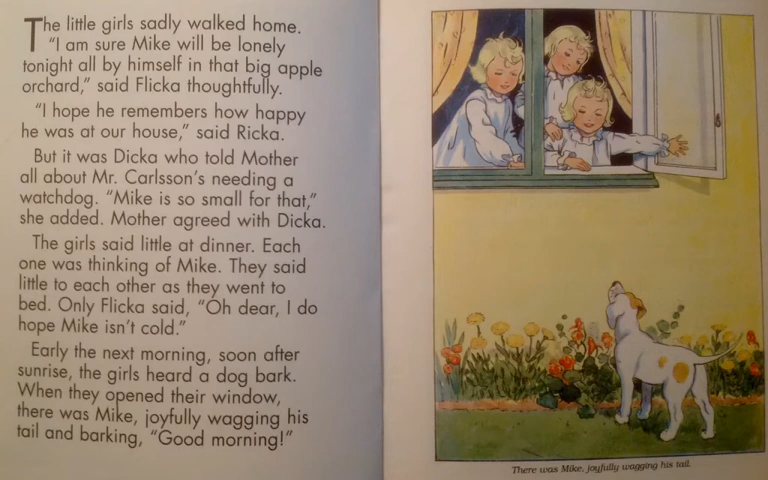 The little girls sadly walked home.
"I am sure Mike will be lonely
tonight all by himself in that big apple
orchard," said Flicka thoughtfully.
"I hope he remembers how happy
he was at our house," said Ricka.
But it was Dicka who told Mother
all about Mr. Carlsson's needing a
watchdog. "Mike is so small for that,"
she added. Mother agreed with Dicka.
The girls said little at dinner. Each
one was thinking of Mike. They said
little to each other as they went to
bed. Only Flicka said, "Oh dear, I do
hope Mike isn't cold."
Early the next morning, soon after
sunrise, the girls heard a dog bark.
When they opened their window,
there was Mike, joyfully wagging his
tail and barking, "Good morning!"
There was Mike, joyfully wagging his tail.